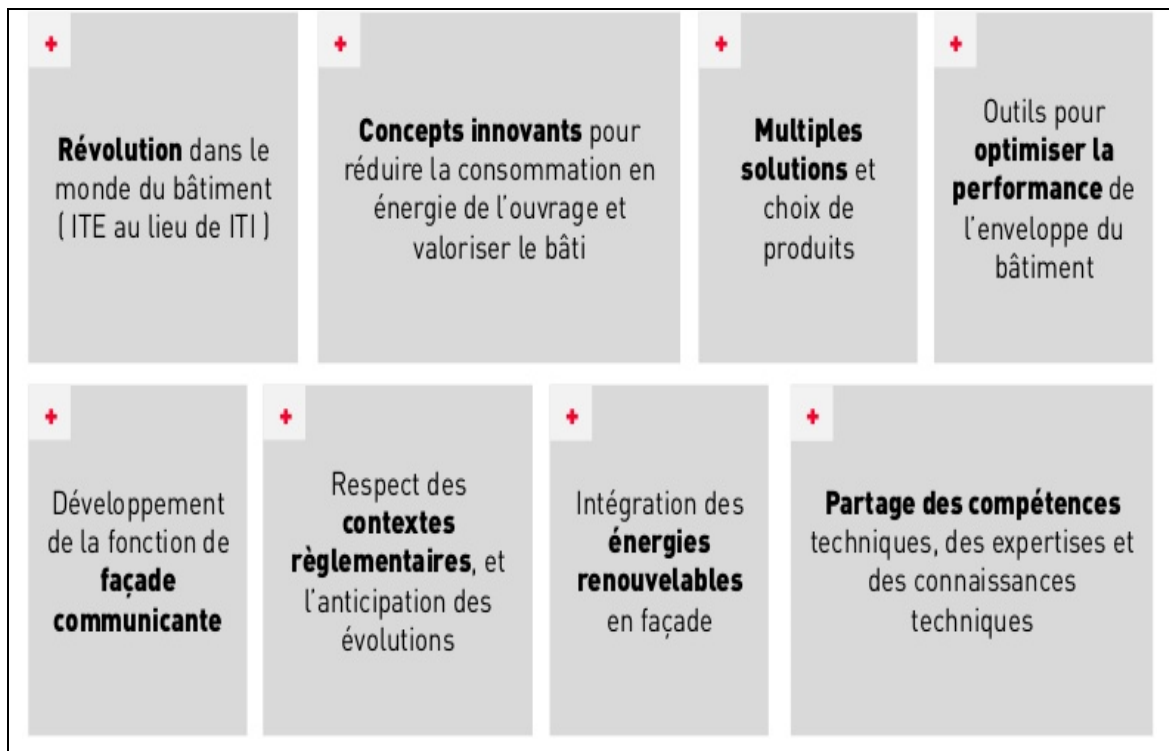 +
Révolution dans le
monde du bâtiment
( ITE au lieu de ITI )
+
Concepts innovants pour
réduire la consommation en
énergie de l'ouvrage et
valoriser le bâti
+
Multiples
solutions et
choix de
produits
+
Outils pour
optimiser la
performance de
l'enveloppe du
bâtiment
+
Développement
de la fonction de
façade
communicante
+
Respect des
contextes
règlementaires, et
l'anticipation des
évolutions
+
Intégration des
énergies
renouvelables
en façade
+
Partage des compétences
techniques, des expertises et
des connaissances
techniques